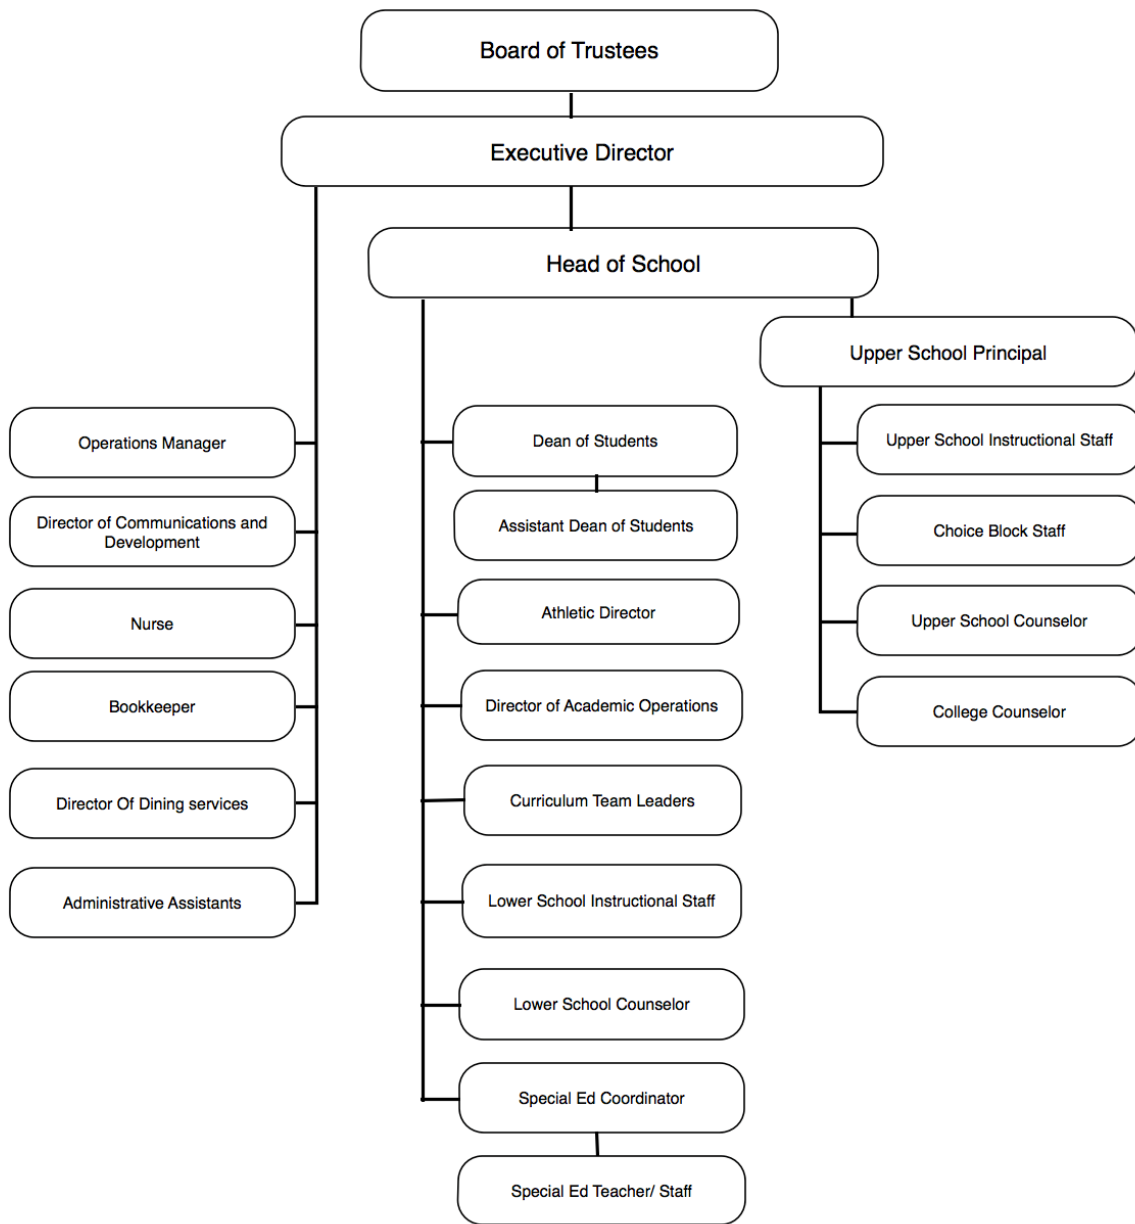 Board of Trustees
Executive Director
Head of School
Upper School Principal
Operations Manager
Director of Communications and
Development
Nurse
Bookkeeper
Director Of Dining services
Administrative Assistants
Dean of Students
Assistant Dean of Students
Athletic Director
Director of Academic Operations
Curriculum Team Leaders
Lower School Instructional Staff
Lower School Counselor
Special Ed Coordinator
Special Ed Teacher/ Staff
Upper School Instructional Staff
Choice Block Staff
Upper School Counselor
College Counselor